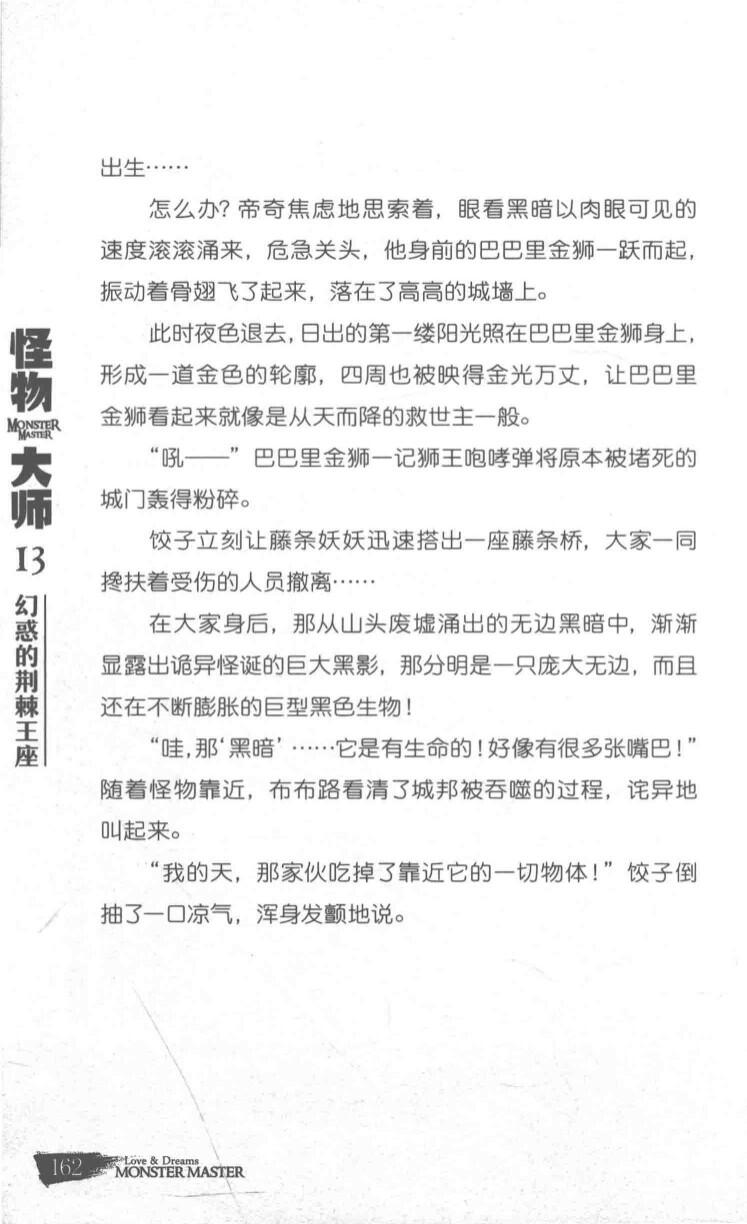 出生……
怎么办？帝奇焦虑地思索着，眼看黑暗以肉眼可见的
速度滚滚涌来，危急关头，他身前的巴巴里金狮一跃而起，
振动着骨翅飞了起来，落在了高高的城墙上。
此时夜色退去，日出的第一缕阳光照在巴巴里金狮身上，
形成一道金色的轮廓，四周也被映得金光万丈，让巴巴里
金狮看起来就像是从天而降的救世主一般。
“吼——”巴巴里金狮一记狮王咆哮弹将原本被堵死的
城门轰得粉碎。
饺子立刻让藤条妖妖迅速搭出一座藤条桥，大家一同
搀扶着受伤的人员撤离……
在大家身后，那从山头废墟涌出的无边黑暗中，渐渐
显露出诡异怪诞的巨大黑影，那分明是一只庞大无边，而且
还在不断膨胀的巨型黑色生物！
“哇，那‘黑暗’……它是有生命的！好像有很多张嘴巴！”
随着怪物靠近，布布路看清了城邦被吞噬的过程，诧异地
叫起来。
“我的天，那家伙吃掉了靠近它的一切物体！”饺子倒
抽了一口凉气，浑身发颤地说。
怪物
MONSTER
MASTER
大师
13
幻惑的荆棘王座
162
Love & Dreams
MONSTER MASTER